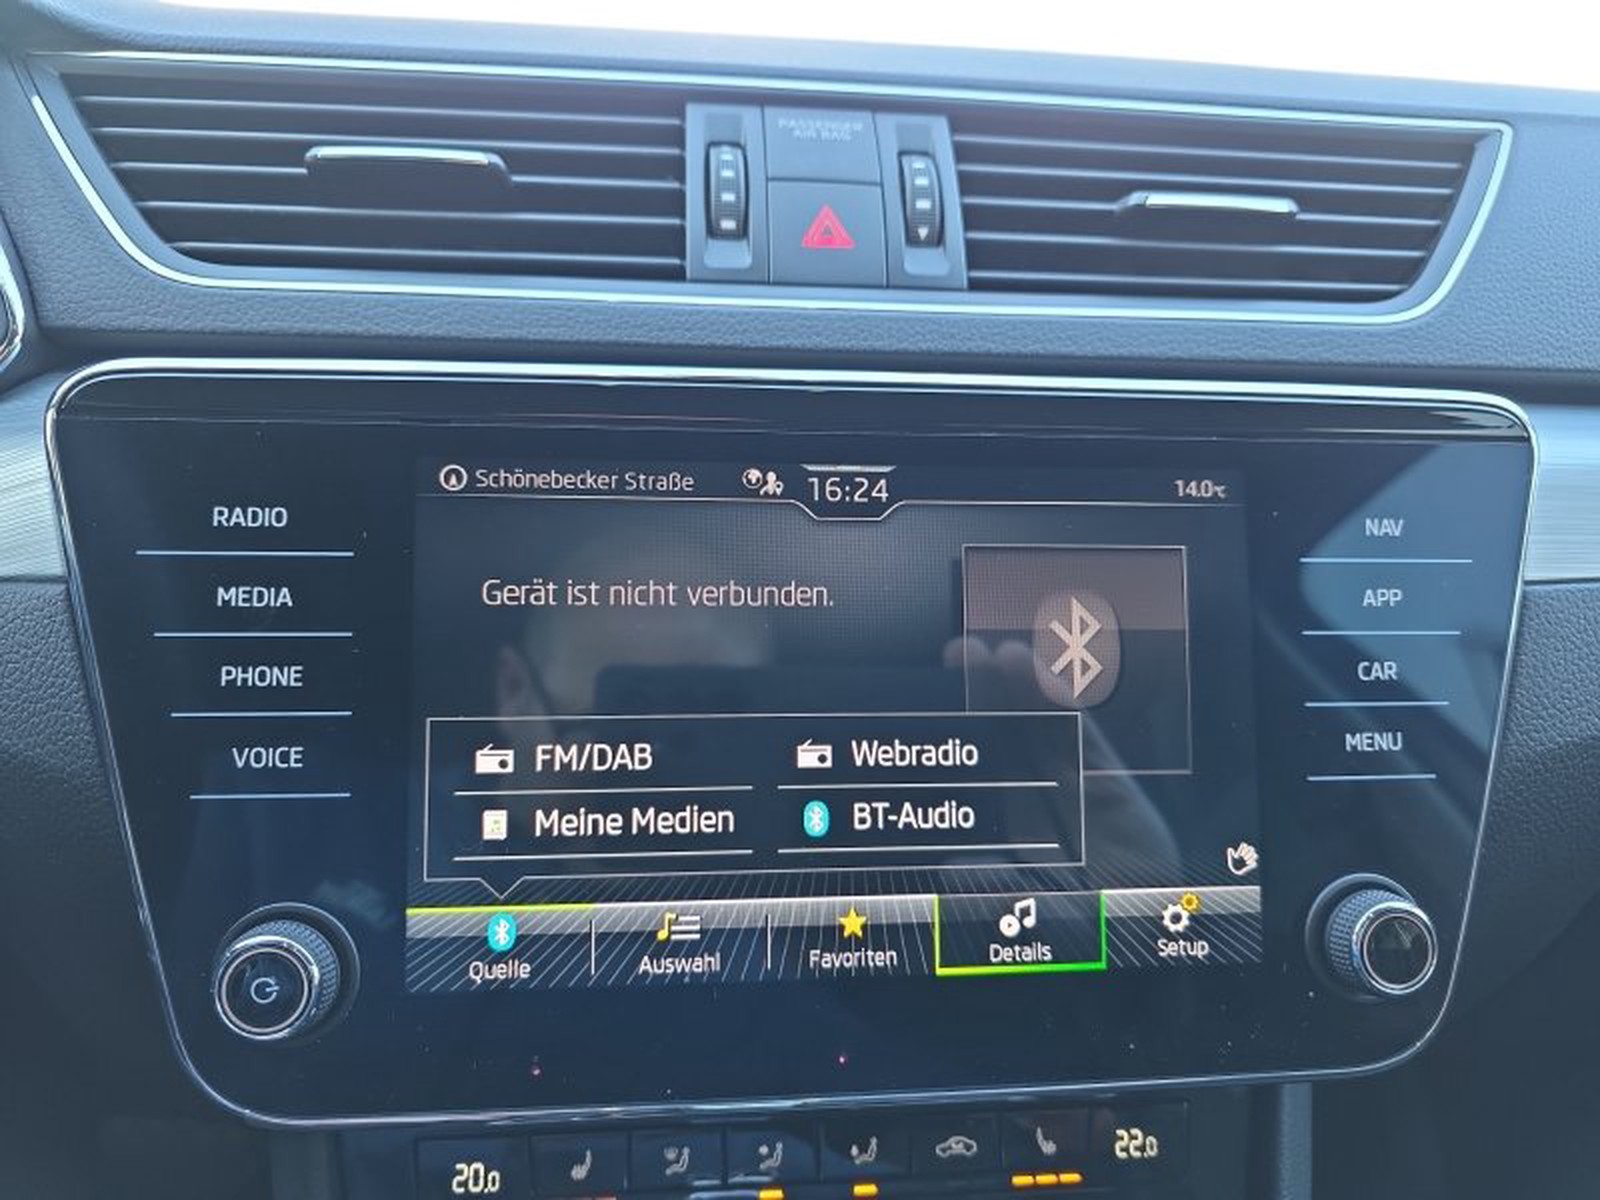 PASSENGER
AIR BAG
Schönebecker Straße
16:24
14.0°C
RADIO
MEDIA
PHONE
VOICE
NAV
APP
CAR
MENU
Gerät ist nicht verbunden.
FM/DAB
Webradio
Meine Medien
BT-Audio
Quelle
Auswahl
Favoriten
Details
Setup
20.0
22.0